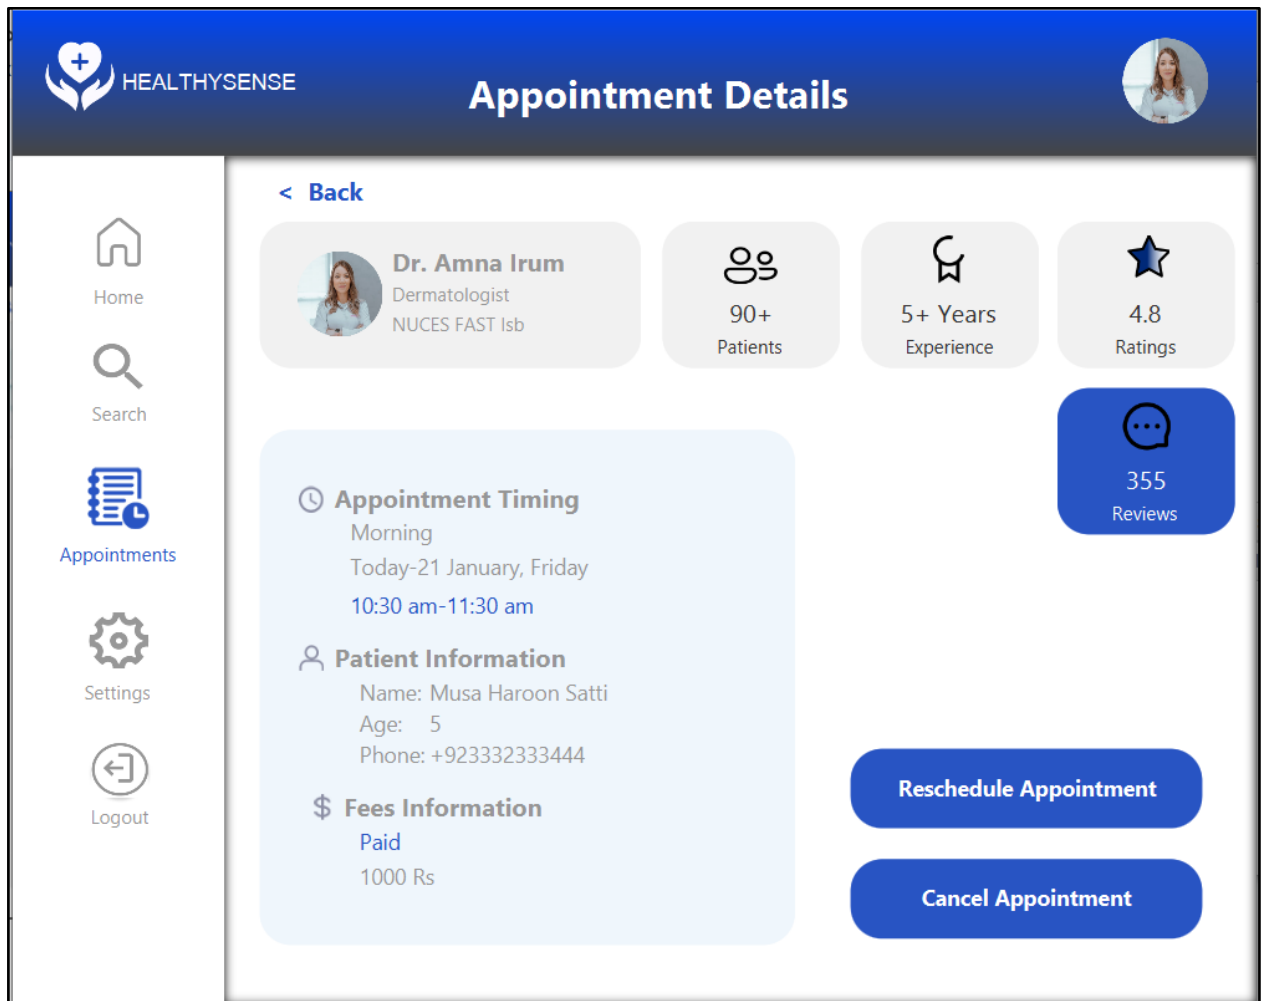 HEALTHYSENSE
Appointment Details
< Back
Home
Search
Appointments
Settings
Logout
Dr. Amna Irum
Dermatologist
NUCES FAST Isb
90+
Patients
5+ Years
Experience
4.8
Ratings
355
Reviews
Appointment Timing
Morning
Today-21 January, Friday
10:30 am-11:30 am
Patient Information
Name: Musa Haroon Satti
Age: 5
Phone: +923332333444
$ Fees Information
Paid
1000 Rs
Reschedule Appointment
Cancel Appointment